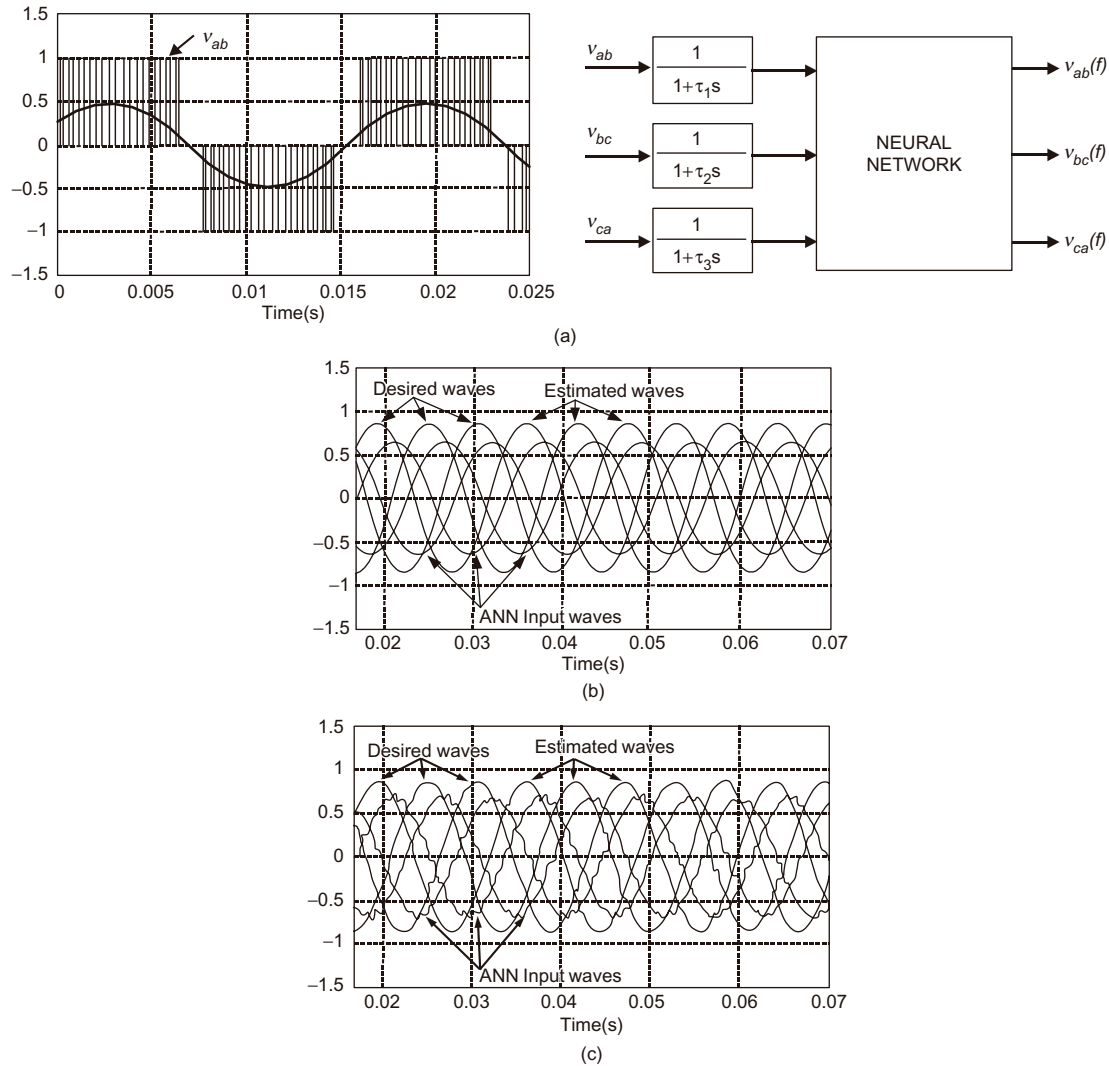 1.5
1
0.5
0
−0.5
−1
−1.5
v_ab
0 0.005 0.01 0.015 0.02 0.025
Time(s)
v_ab
1
1+τ_1s
v_ab(f)
v_bc
1
1+τ_2s
NEURAL
NETWORK
v_bc(f)
v_ca
1
1+τ_3s
v_ca(f)
(a)
1.5
1
0.5
0
−0.5
−1
−1.5
Desired waves
Estimated waves
ANN Input waves
0.02 0.03 0.04 0.05 0.06 0.07
Time(s)
(b)
1.5
1
0.5
0
−0.5
−1
−1.5
Desired waves
Estimated waves
ANN Input waves
0.02 0.03 0.04 0.05 0.06 0.07
Time(s)
(c)